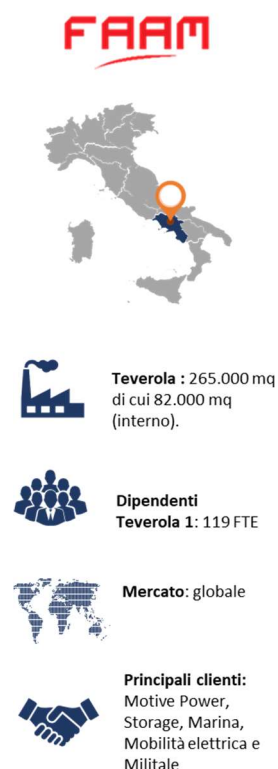 FAAM
Teverola : 265.000 mq
di cui 82.000 mq
(interno).
Dipendenti
Teverola 1: 119 FTE
Mercato: globale
Principali clienti:
Motive Power,
Storage, Marina,
Mobilità elettrica e
Militale